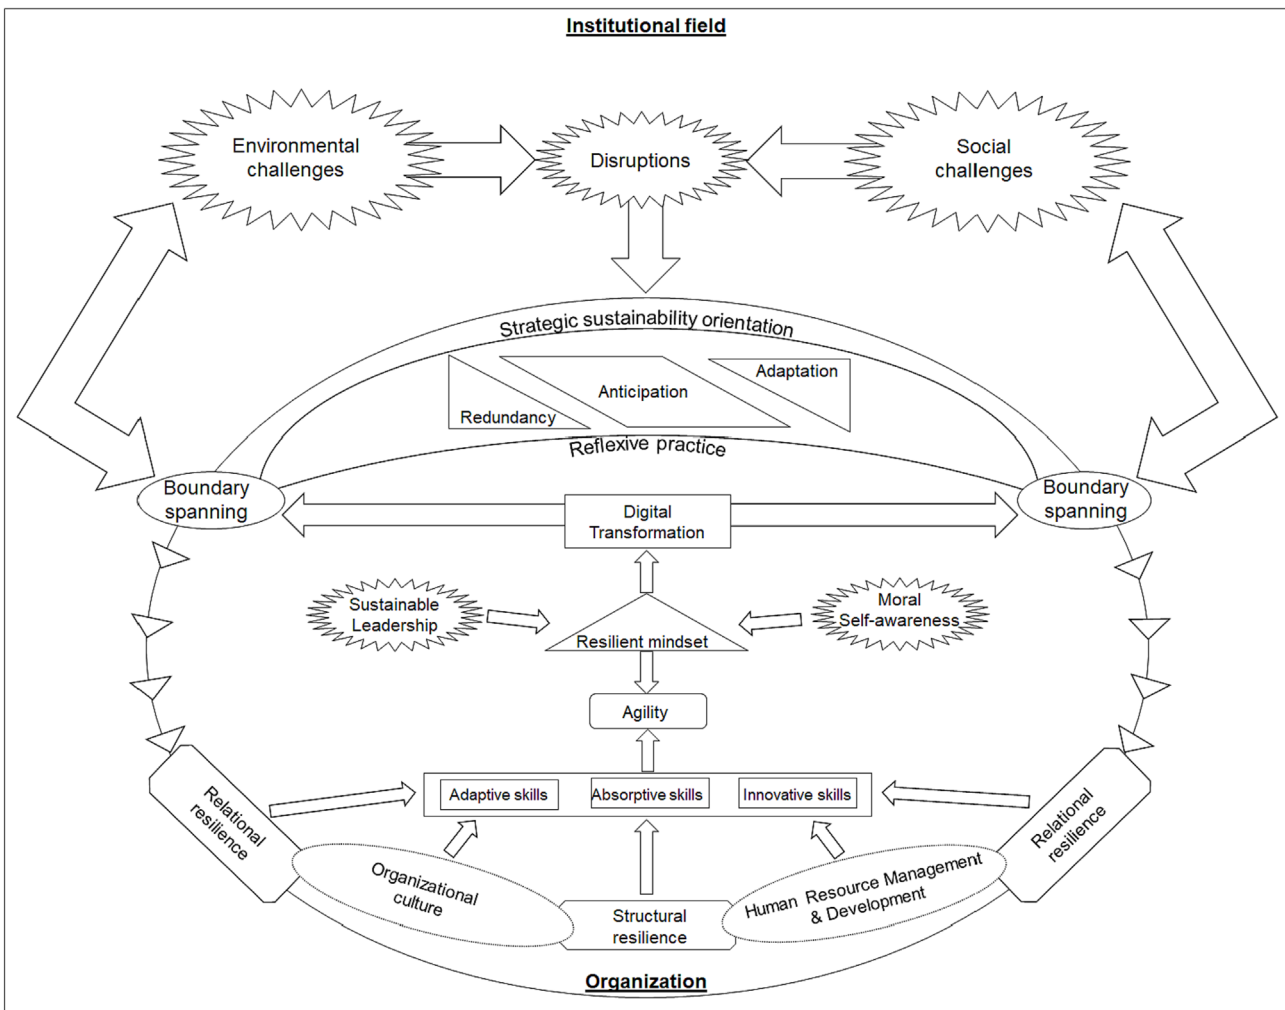 Institutional field
Environmental
challenges
Disruptions
Social
challenges
Strategic sustainability orientation
Redundancy
Anticipation
Adaptation
Reflexive practice
Boundary
spanning
Boundary
spanning
Digital
Transformation
Sustainable
Leadership
Moral
Self-awareness
Resilient mindset
Agility
Adaptive skills
Absorptive skills
Innovative skills
Relational
resilience
Relational
resilience
Organizational
culture
Human Resource Management
& Development
Structural
resilience
Organization